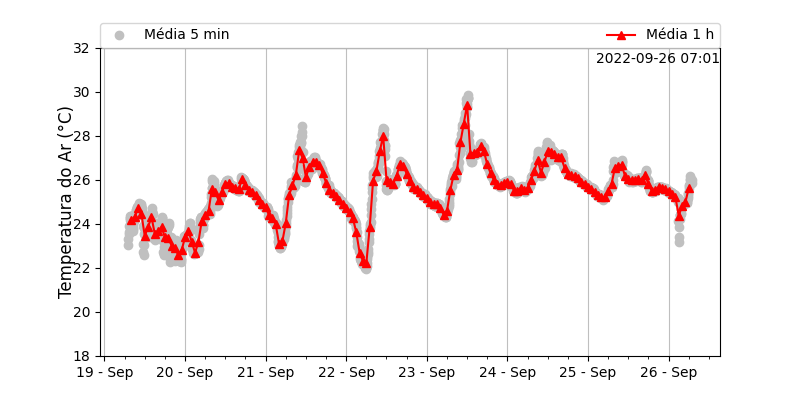 Média 5 min
Média 1 h
2022-09-26 07:01
Temperatura do Ar (°C)
32
30
28
26
24
22
20
18
19 - Sep
20 - Sep
21 - Sep
22 - Sep
23 - Sep
24 - Sep
25 - Sep
26 - Sep